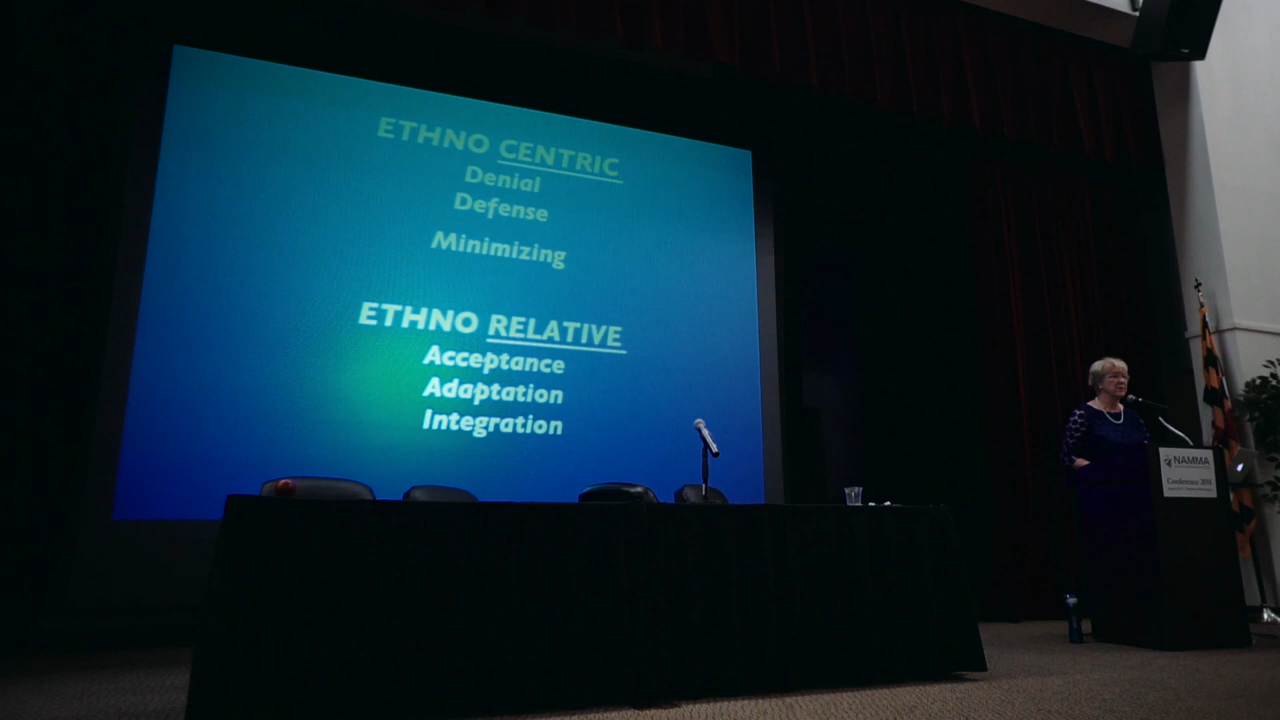 ETHNO CENTRIC
Denial
Defense
Minimizing
ETHNO RELATIVE
Acceptance
Adaptation
Integration
NAMMA
Conference